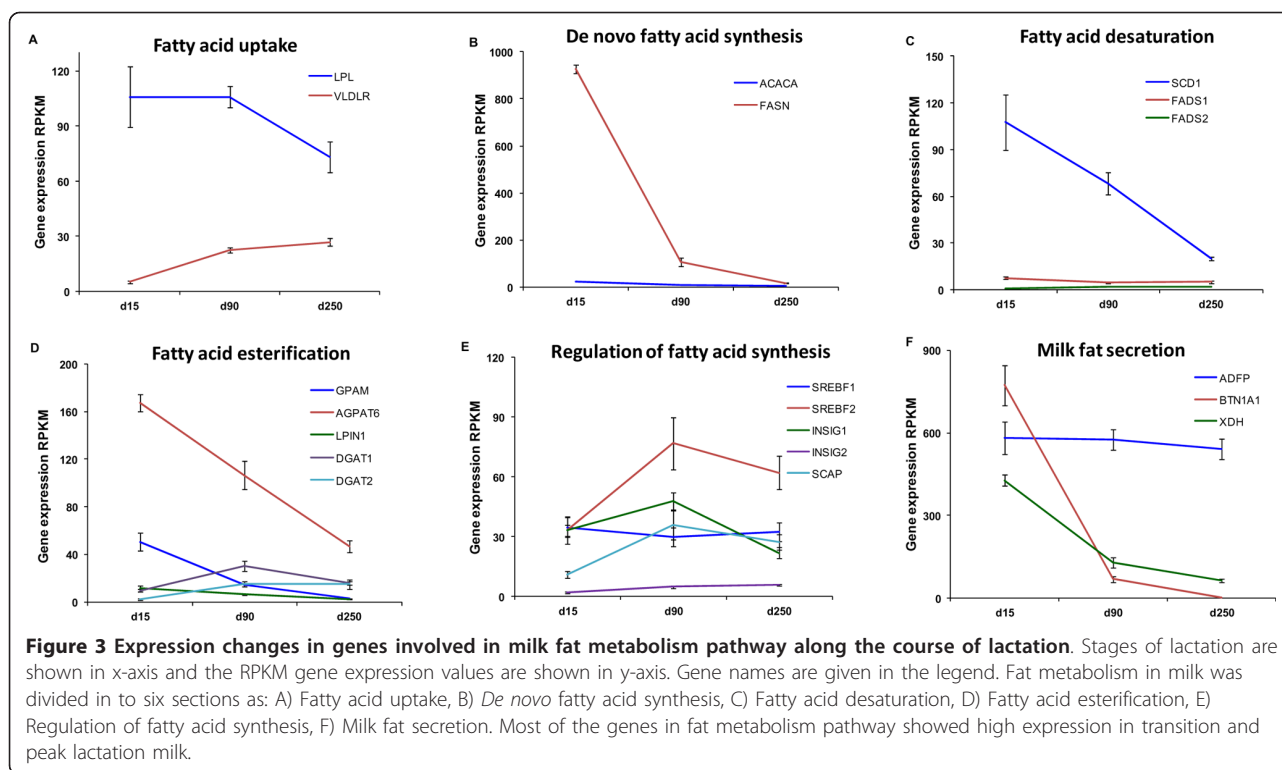 A
Fatty acid uptake
Gene expression RPKM
120
90
60
30
0
d15 d90 d250
LPL
VLDLR
B
De novo fatty acid synthesis
Gene expression RPKM
1000
800
600
400
200
0
d15 d90 d250
ACACA
FASN
C
Fatty acid desaturation
Gene expression RPKM
150
120
90
60
30
0
d15 d90 d250
SCD1
FADS1
FADS2
D
Fatty acid esterification
Gene expression RPKM
200
160
120
80
40
0
d15 d90 d250
GPAM
AGPAT6
LPIN1
DGAT1
DGAT2
E
Regulation of fatty acid synthesis
Gene expression RPKM
120
90
60
30
0
d15 d90 d250
SREBF1
SREBF2
INSIG1
INSIG2
SCAP
F
Milk fat secretion
Gene expression RPKM
900
600
300
0
d15 d90 d250
ADFP
BTN1A1
XDH
Figure 3 Expression changes in genes involved in milk fat metabolism pathway along the course of lactation. Stages of lactation are
shown in x-axis and the RPKM gene expression values are shown in y-axis. Gene names are given in the legend. Fat metabolism in milk was
divided in to six sections as: A) Fatty acid uptake, B) De novo fatty acid synthesis, C) Fatty acid desaturation, D) Fatty acid esterification, E)
Regulation of fatty acid synthesis, F) Milk fat secretion. Most of the genes in fat metabolism pathway showed high expression in transition and
peak lactation milk.